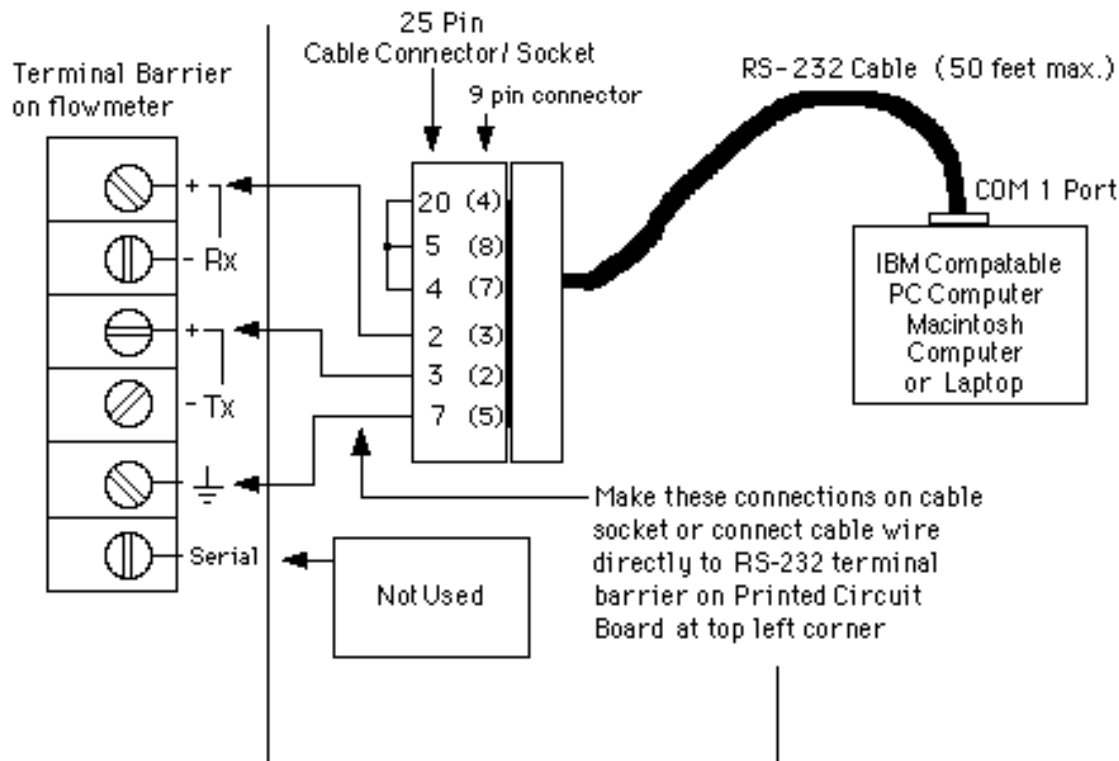 25 Pin
Cable Connector/ Socket
9 pin connector
Terminal Barrier
on flowmeter
RS-232 Cable (50 feet max.)
COM 1 Port
+
- Rx
+
- Tx
Serial
20 (4)
5 (8)
4 (7)
2 (3)
3 (2)
7 (5)
IBM Compatable
PC Computer
Macintosh
Computer
or Laptop
Not Used
Make these connections on cable
socket or connect cable wire
directly to RS-232 terminal
barrier on Printed Circuit
Board at top left corner